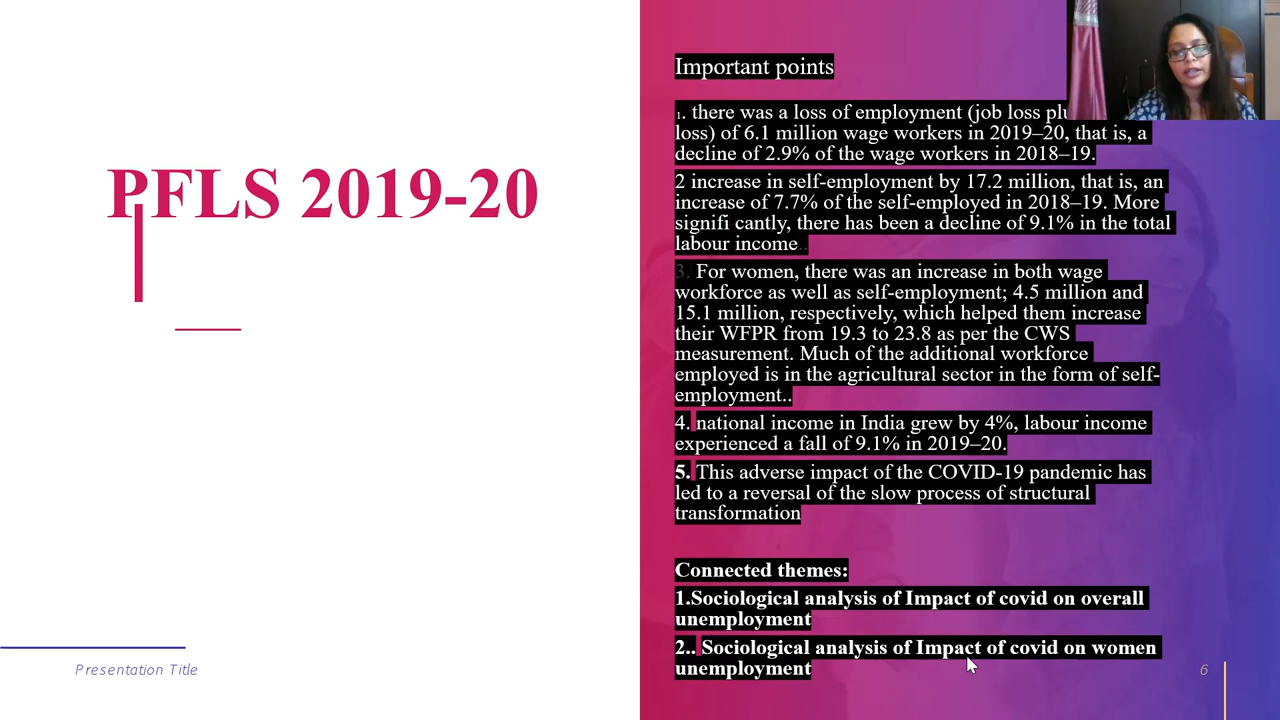 PFLS 2019-20
Presentation Title
Important points
1. there was a loss of employment (job loss
loss) of 6.1 million wage workers in 2019–20, that is, a
decline of 2.9% of the wage workers in 2018–19.
2 increase in self-employment by 17.2 million, that is, an
increase of 7.7% of the self-employed in 2018–19. More
signifi cantly, there has been a decline of 9.1% in the total
labour income..
3. For women, there was an increase in both wage
workforce as well as self-employment; 4.5 million and
15.1 million, respectively, which helped them increase
their WFPR from 19.3 to 23.8 as per the CWS
measurement. Much of the additional workforce
employed is in the agricultural sector in the form of self-
employment..
4. national income in India grew by 4%, labour income
experienced a fall of 9.1% in 2019–20.
5. This adverse impact of the COVID-19 pandemic has
led to a reversal of the slow process of structural
transformation
Connected themes:
1.Sociological analysis of Impact of covid on overall
unemployment
2.. Sociological analysis of Impact of covid on women
unemployment
6